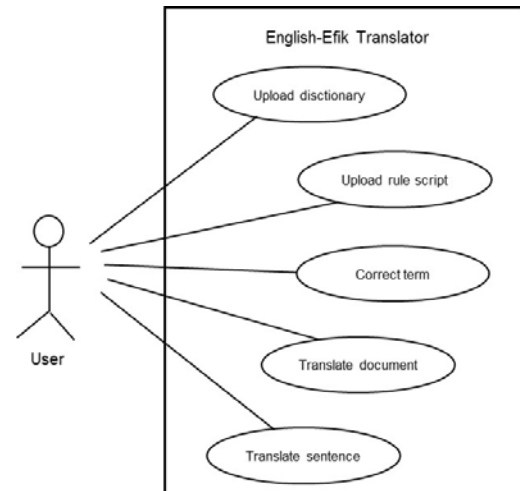 English-Efik Translator
Upload disctionary
Upload rule script
Correct term
User
Translate document
Translate sentence